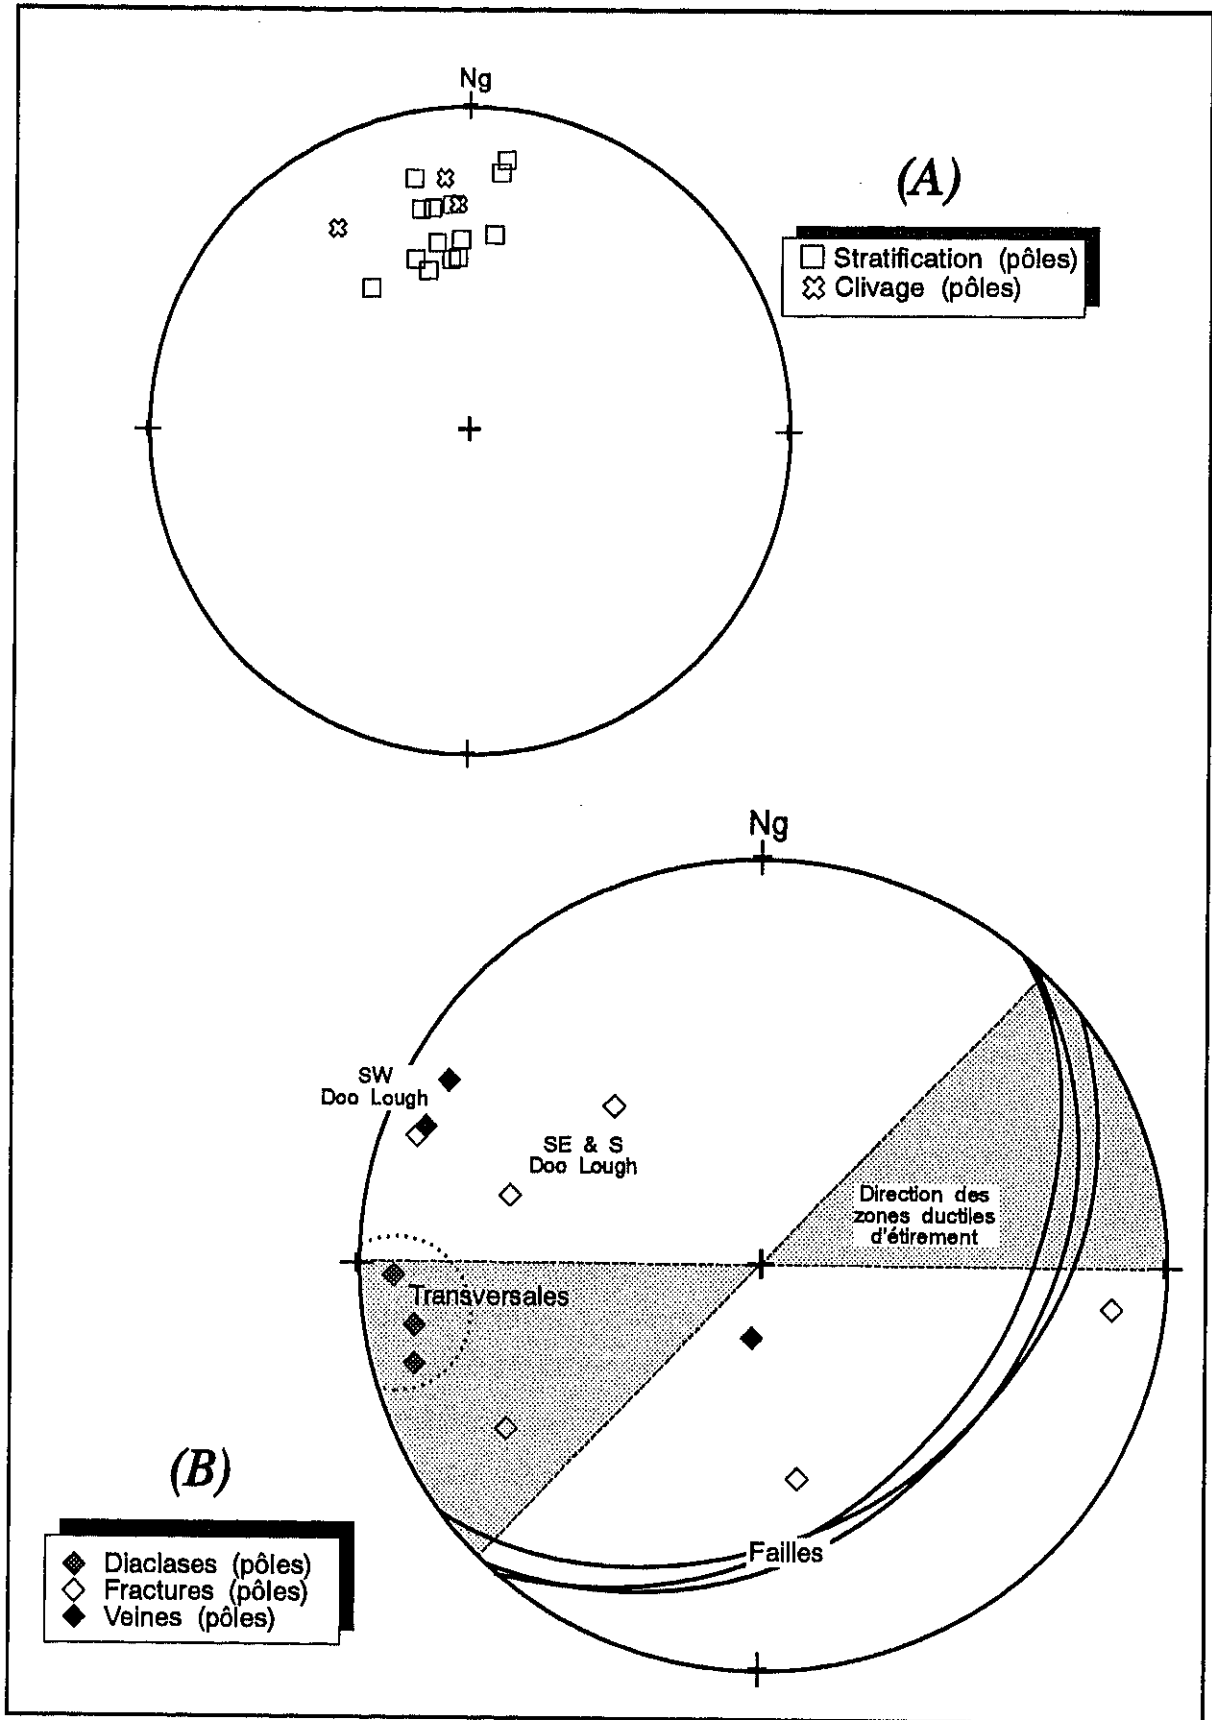 Ng
(A)
Stratification (pôles)
Clivage (pôles)
Ng
SW
Doo Lough
SE & S
Doo Lough
Direction des
zones ductiles
d'étirement
Transversales
(B)
Failles
Diaclases (pôles)
Fractures (pôles)
Veines (pôles)